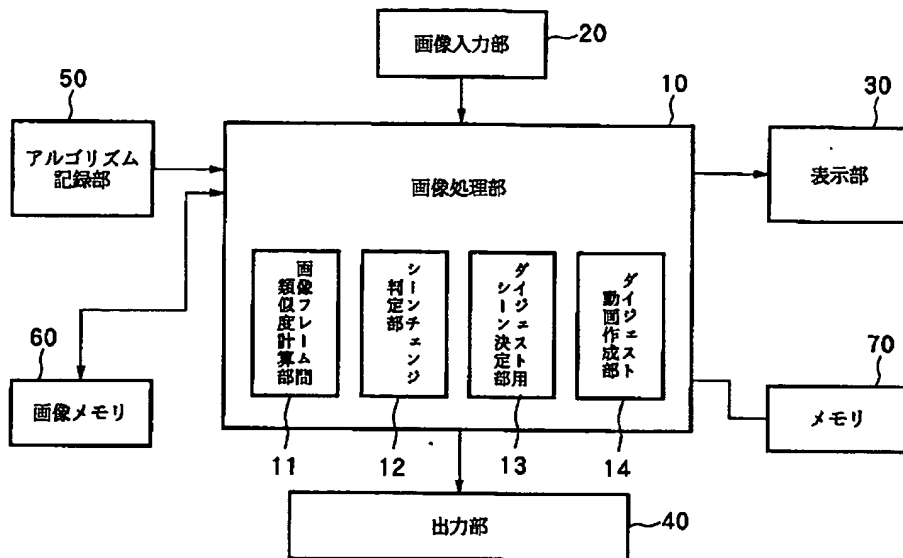 画像入力部
20
50
10
30
アルゴリズム
記録部
画像処理部
表示部
画像フレーム間
類似度計算部
シーンチェンジ
判定部
ダイジェスト用
シーン決定部
ダイジェスト
動画作成部
60
70
画像メモリ
メモリ
11
12
13
14
出力部
40